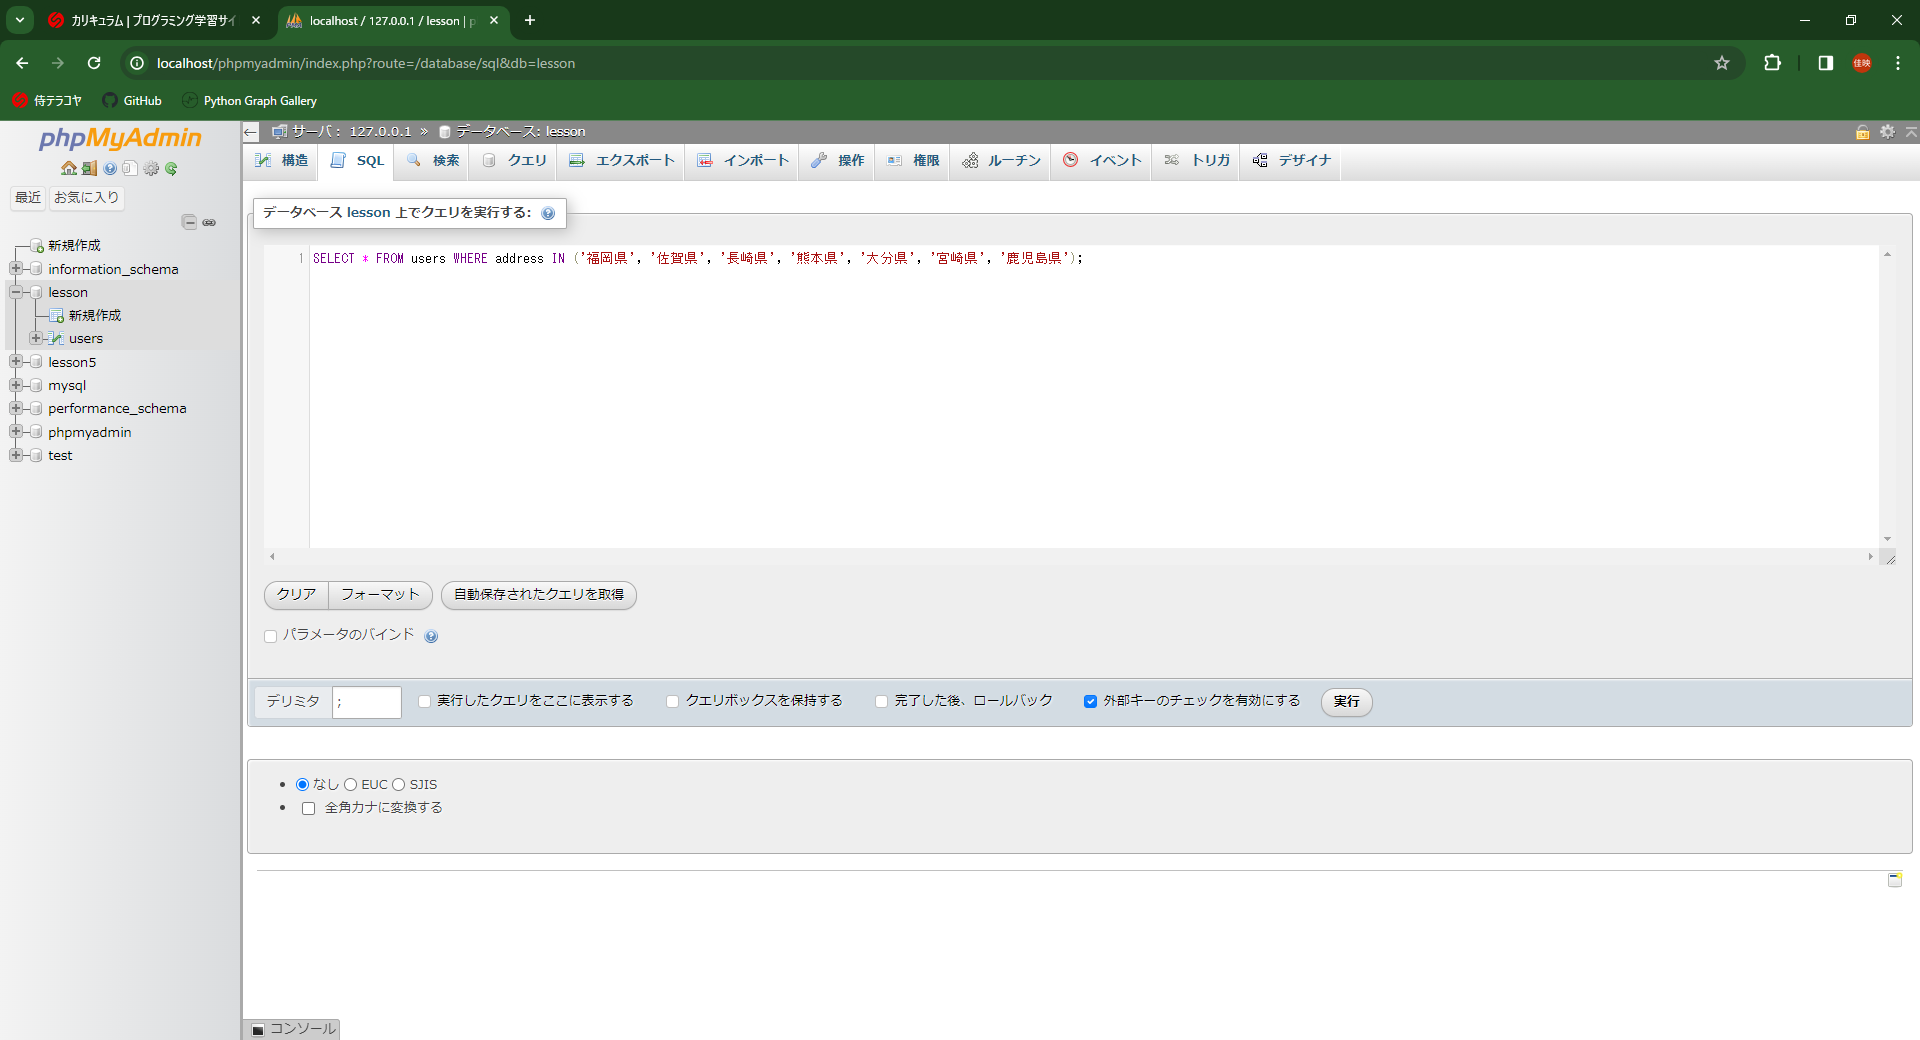 カリキュラム | プログラミング学習サイ
localhost / 127.0.0.1 / lesson | p
localhost/phpmyadmin/index.php?route=/database/sql&db=lesson
佳映
侍テラコヤ
GitHub
Python Graph Gallery
phpMyAdmin
最近
お気に入り
新規作成
information_schema
lesson
新規作成
users
lesson5
mysql
performance_schema
phpmyadmin
test
サーバ: 127.0.0.1 » データベース: lesson
構造
SQL
検索
クエリ
エクスポート
インポート
操作
権限
ルーチン
イベント
トリガ
デザイナ
データベース lesson 上でクエリを実行する:
1 SELECT * FROM users WHERE address IN ('福岡県', '佐賀県', '長崎県', '熊本県', '大分県', '宮崎県', '鹿児島県');
クリア
フォーマット
自動保存されたクエリを取得
パラメータのバインド
デリミタ ;
実行したクエリをここに表示する
クエリボックスを保持する
完了した後、ロールバック
外部キーのチェックを有効にする
実行
なし EUC SJIS
全角カナに変換する
コンソール